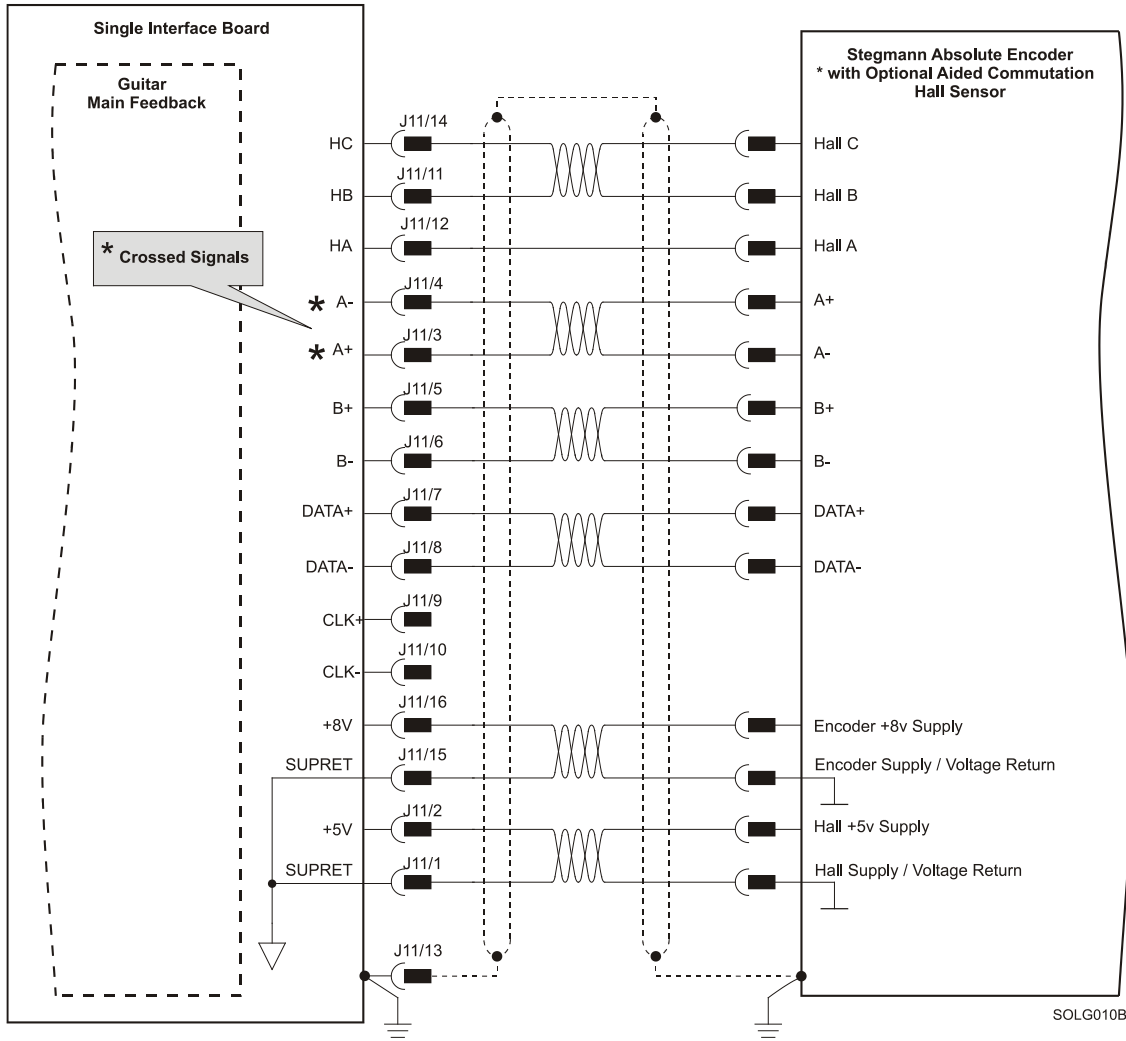 Single Interface Board
Guitar
Main Feedback
Stegmann Absolute Encoder
* with Optional Aided Commutation
Hall Sensor
HC J11/14 Hall C
HB J11/11 Hall B
HA J11/12 Hall A
* Crossed Signals
* A- J11/4 A+
* A+ J11/3 A-
B+ J11/5 B+
B- J11/6 B-
DATA+ J11/7 DATA+
DATA- J11/8 DATA-
CLK+ J11/9
CLK- J11/10
+8V J11/16 Encoder +8v Supply
SUPRET J11/15 Encoder Supply / Voltage Return
+5V J11/2 Hall +5v Supply
SUPRET J11/1 Hall Supply / Voltage Return
J11/13
SOLG010B